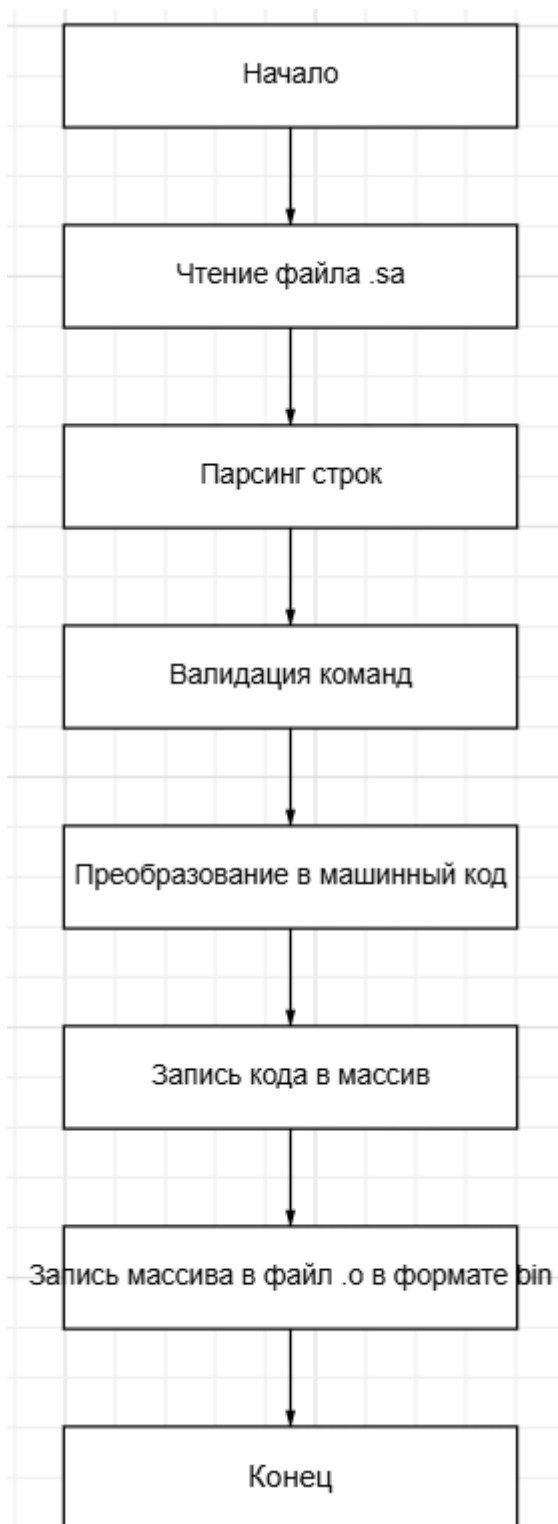 Начало
Чтение файла .sa
Парсинг строк
Валидация команд
Преобразование в машинный код
Запись кода в массив
Запись массива в файл .o в формате bin
Конец